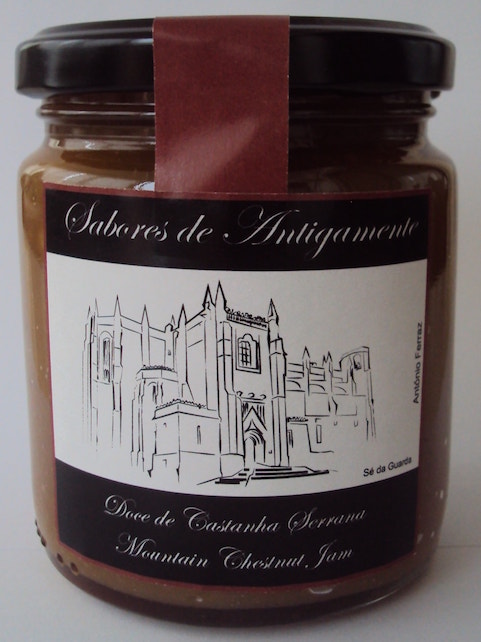 Sabores de Antigamente
António Ferraz
Sé da Guarda
Doce de Castanha Serrana
Mountain Chestnut Jam